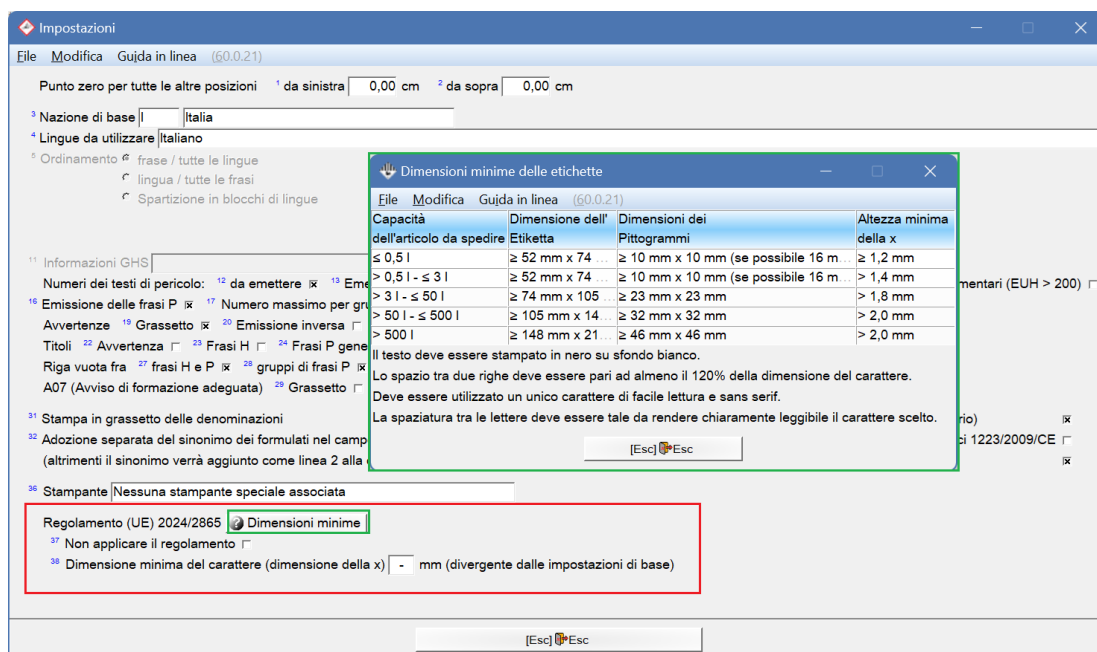 Impostazioni
File Modifica Guida in linea (60.0.21)
Punto zero per tutte le altre posizioni 1 da sinistra 0,00 cm 2 da sopra 0,00 cm
3 Nazione di base I Italia
4 Lingue da utilizzare Italiano
5 Ordinamento frase / tutte le lingue
lingua / tutte le frasi
Spartizione in blocchi di lingue
11 Informazioni GHS
Numeri dei testi di pericolo: 12 da emettere 13 Eme mentari (EUH > 200)
16 Emissione delle frasi P 17 Numero massimo per gru
Avvertenze 19 Grassetto 20 Emissione inversa
Titoli 22 Avvertenza 23 Frasi H 24 Frasi P gene
Riga vuota fra 27 frasi H e P 28 gruppi di frasi P
A07 (Avviso di formazione adeguata) 29 Grassetto
31 Stampa in grassetto delle denominazioni rio)
32 Adozione separata del sinonimo dei formulati nel camp ci 1223/2009/CE
(altrimenti il sinonimo verrà aggiunto come linea 2 alla
36 Stampante Nessuna stampante speciale associata
Regolamento (UE) 2024/2865 Dimensioni minime
37 Non applicare il regolamento
38 Dimensione minima del carattere (dimensione della x) - mm (divergente dalle impostazioni di base)
[Esc] Esc
Dimensioni minime delle etichette
File Modifica Guida in linea (60.0.21)
Capacità Dimensione dell' Dimensioni dei Altezza minima
dell'articolo da spedire Etiketta Pittogrammi della x
≤ 0,5 l ≥ 52 mm x 74 ... ≥ 10 mm x 10 mm (se possibile 16 m... ≥ 1,2 mm
> 0,5 l - ≤ 3 l ≥ 52 mm x 74 ... ≥ 10 mm x 10 mm (se possibile 16 m... > 1,4 mm
> 3 l - ≤ 50 l ≥ 74 mm x 105 ... ≥ 23 mm x 23 mm > 1,8 mm
> 50 l - ≤ 500 l ≥ 105 mm x 14... ≥ 32 mm x 32 mm > 2,0 mm
> 500 l ≥ 148 mm x 21... ≥ 46 mm x 46 mm > 2,0 mm
Il testo deve essere stampato in nero su sfondo bianco.
Lo spazio tra due righe deve essere pari ad almeno il 120% della dimensione del carattere.
Deve essere utilizzato un unico carattere di facile lettura e sans serif.
La spaziatura tra le lettere deve essere tale da rendere chiaramente leggibile il carattere scelto.
[Esc] Esc